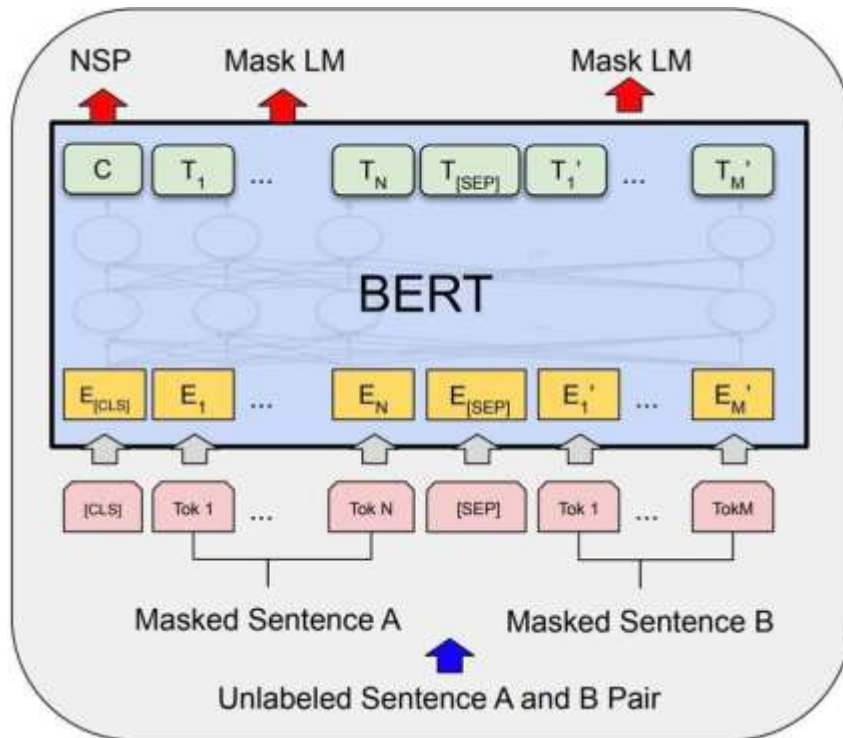 NSP Mask LM Mask LM
C T1 ... TN T[SEP] T1' ... TM'
BERT
E[CLS] E1 ... EN E[SEP] E1' ... EM'
[CLS] Tok 1 ... Tok N [SEP] Tok 1 ... TokM
Masked Sentence A Masked Sentence B
Unlabeled Sentence A and B Pair